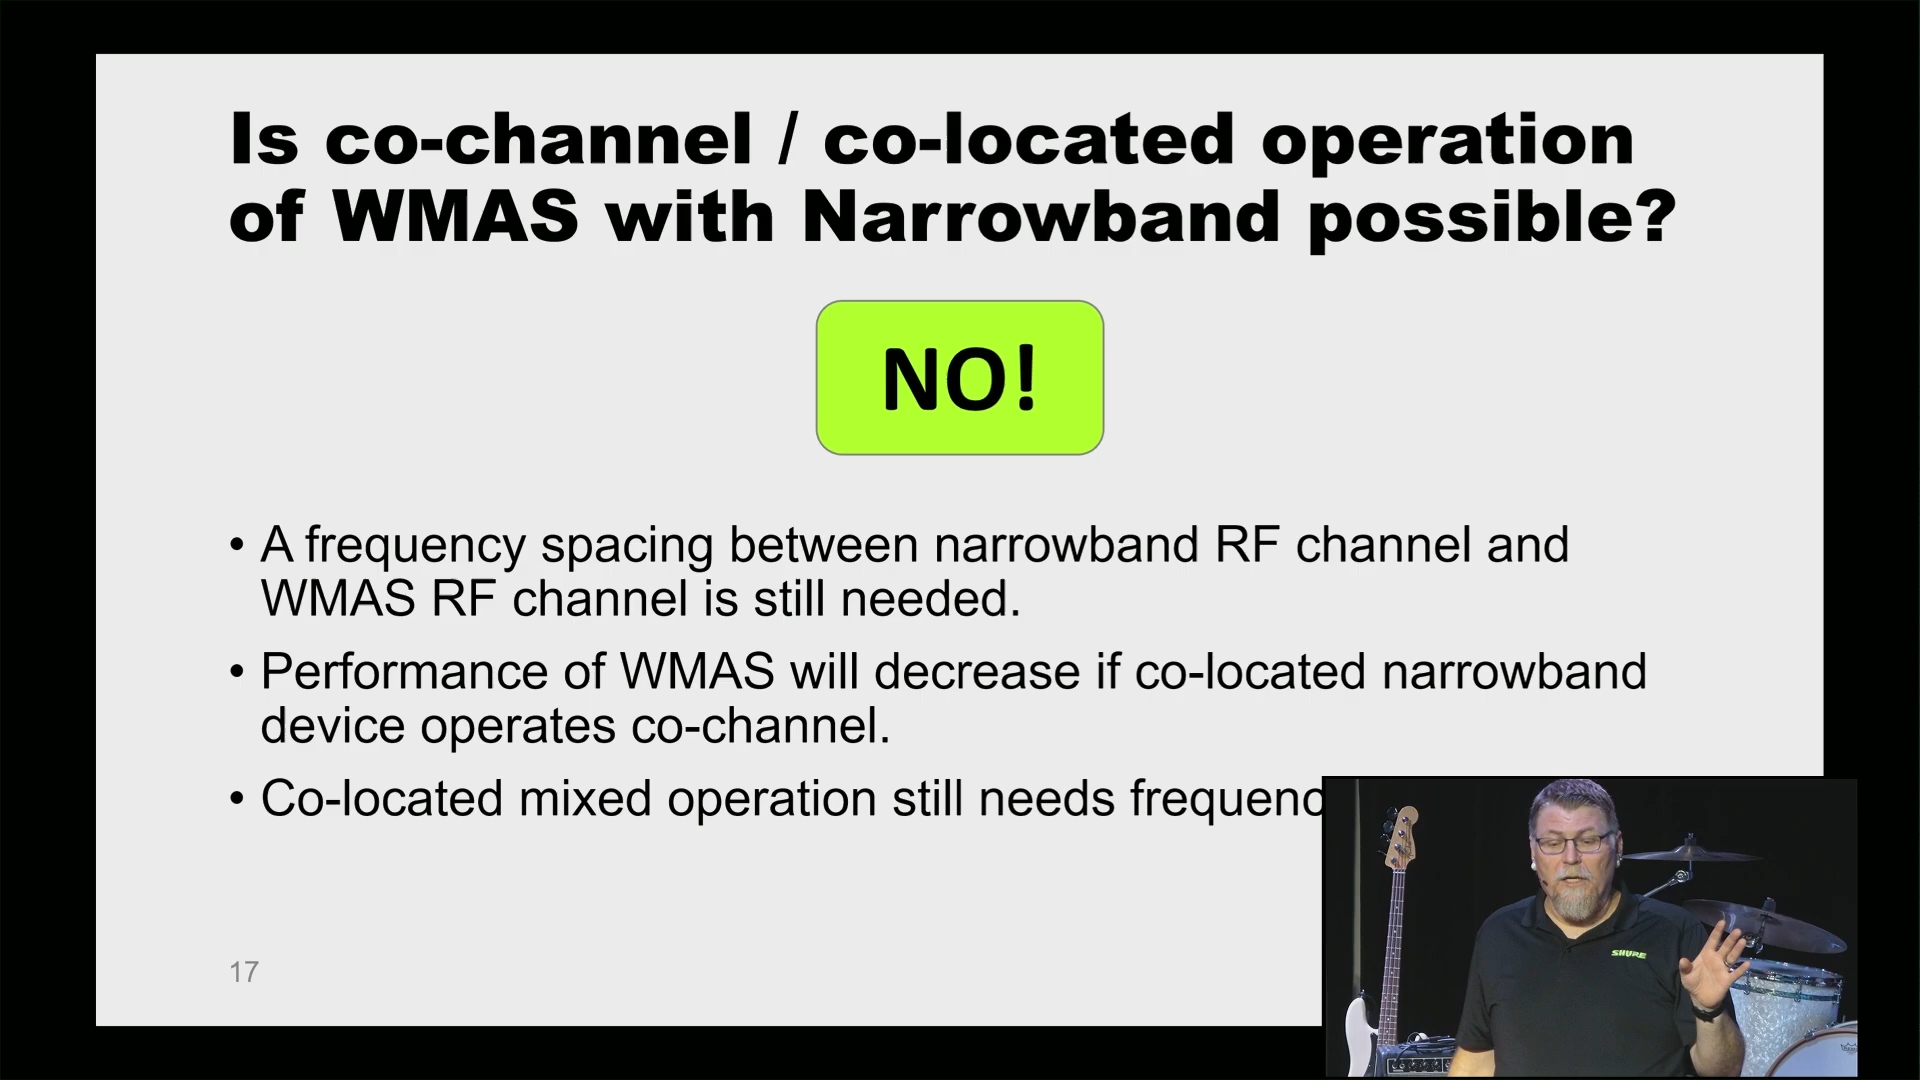 Is co-channel / co-located operation
of WMAS with Narrowband possible?
NO!
• A frequency spacing between narrowband RF channel and
WMAS RF channel is still needed.
• Performance of WMAS will decrease if co-located narrowband
device operates co-channel.
• Co-located mixed operation still needs
17
SHURE